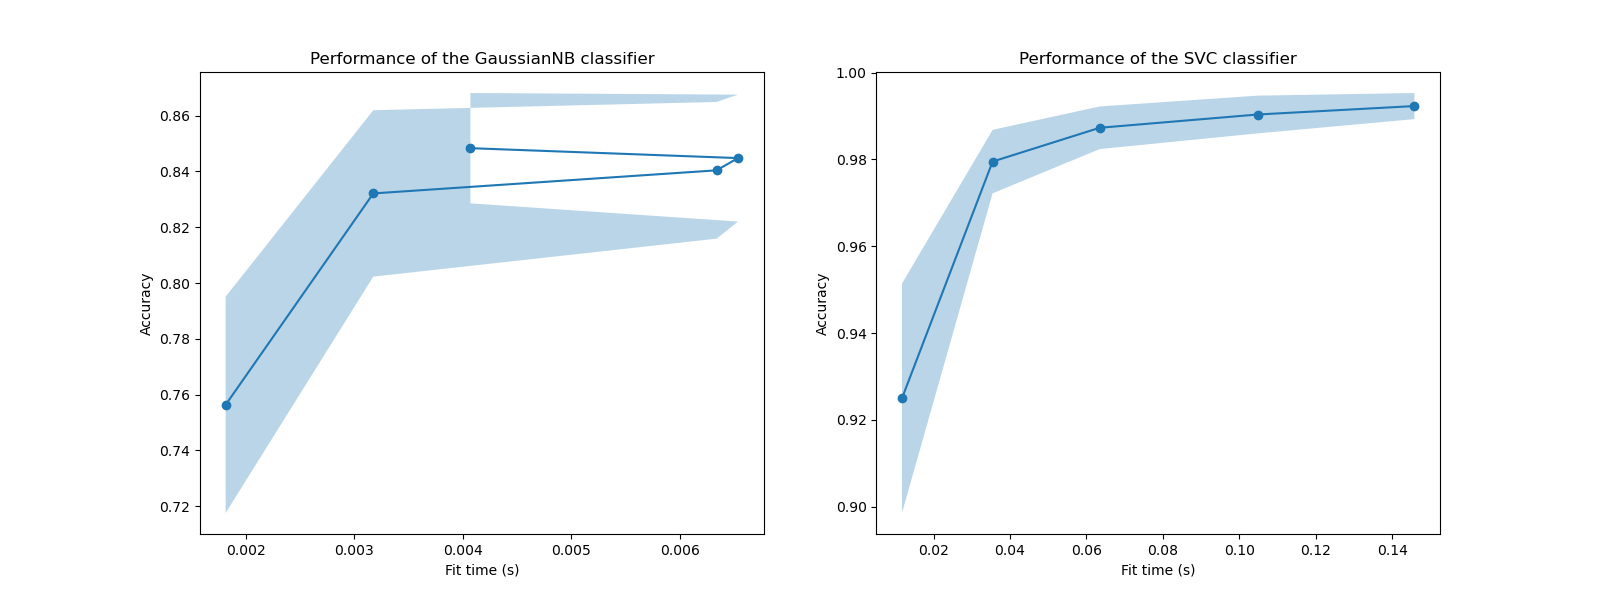 Performance of the GaussianNB classifier
0.86
0.84
0.82
0.80
0.78
0.76
0.74
0.72
Accuracy
0.002 0.003 0.004 0.005 0.006
Fit time (s)
Performance of the SVC classifier
1.00
0.98
0.96
0.94
0.92
0.90
Accuracy
0.02 0.04 0.06 0.08 0.10 0.12 0.14
Fit time (s)